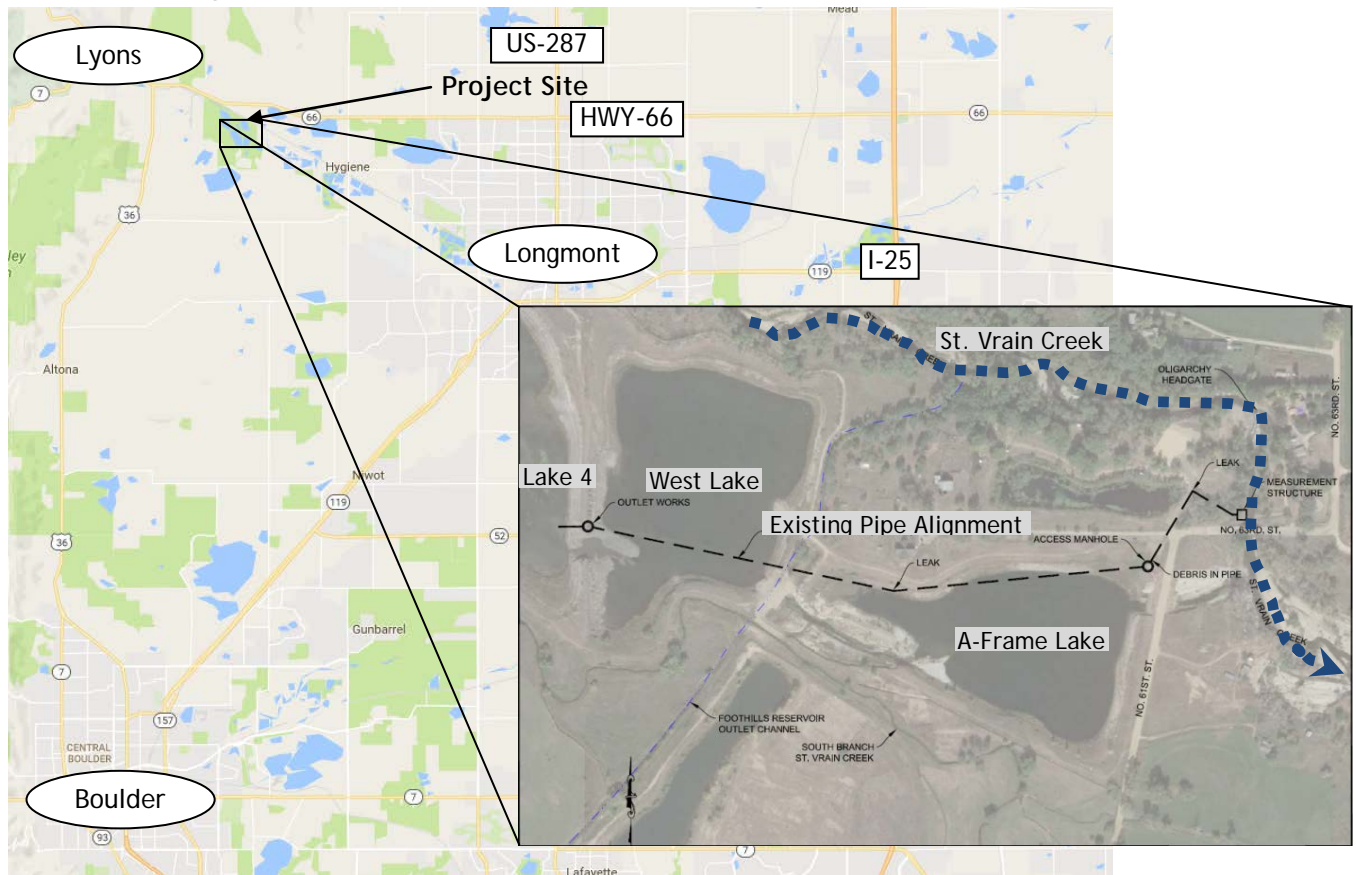 Mead
Lyons
US-287
Project Site
7
66
HWY-66
66
Hygiene
36
Longmont
119
I-25
Altona
Niwot
119
52
36
Gunbarrel
7
157
CENTRAL
BOULDER
Boulder
7
93
7
Lafayette
St. Vrain Creek
OLIGARCHY
HEADGATE
NO. 63RD. ST.
Lake 4
West Lake
OUTLET WORKS
LEAK
MEASUREMENT
STRUCTURE
NO. 63RD. ST.
Existing Pipe Alignment
ACCESS MANHOLE
LEAK
DEBRIS IN PIPE
ST. VRAIN CREEK
A-Frame Lake
NO. 61ST. ST.
FOOTHILLS RESERVOIR
OUTLET CHANNEL
SOUTH BRANCH
ST. VRAIN CREEK